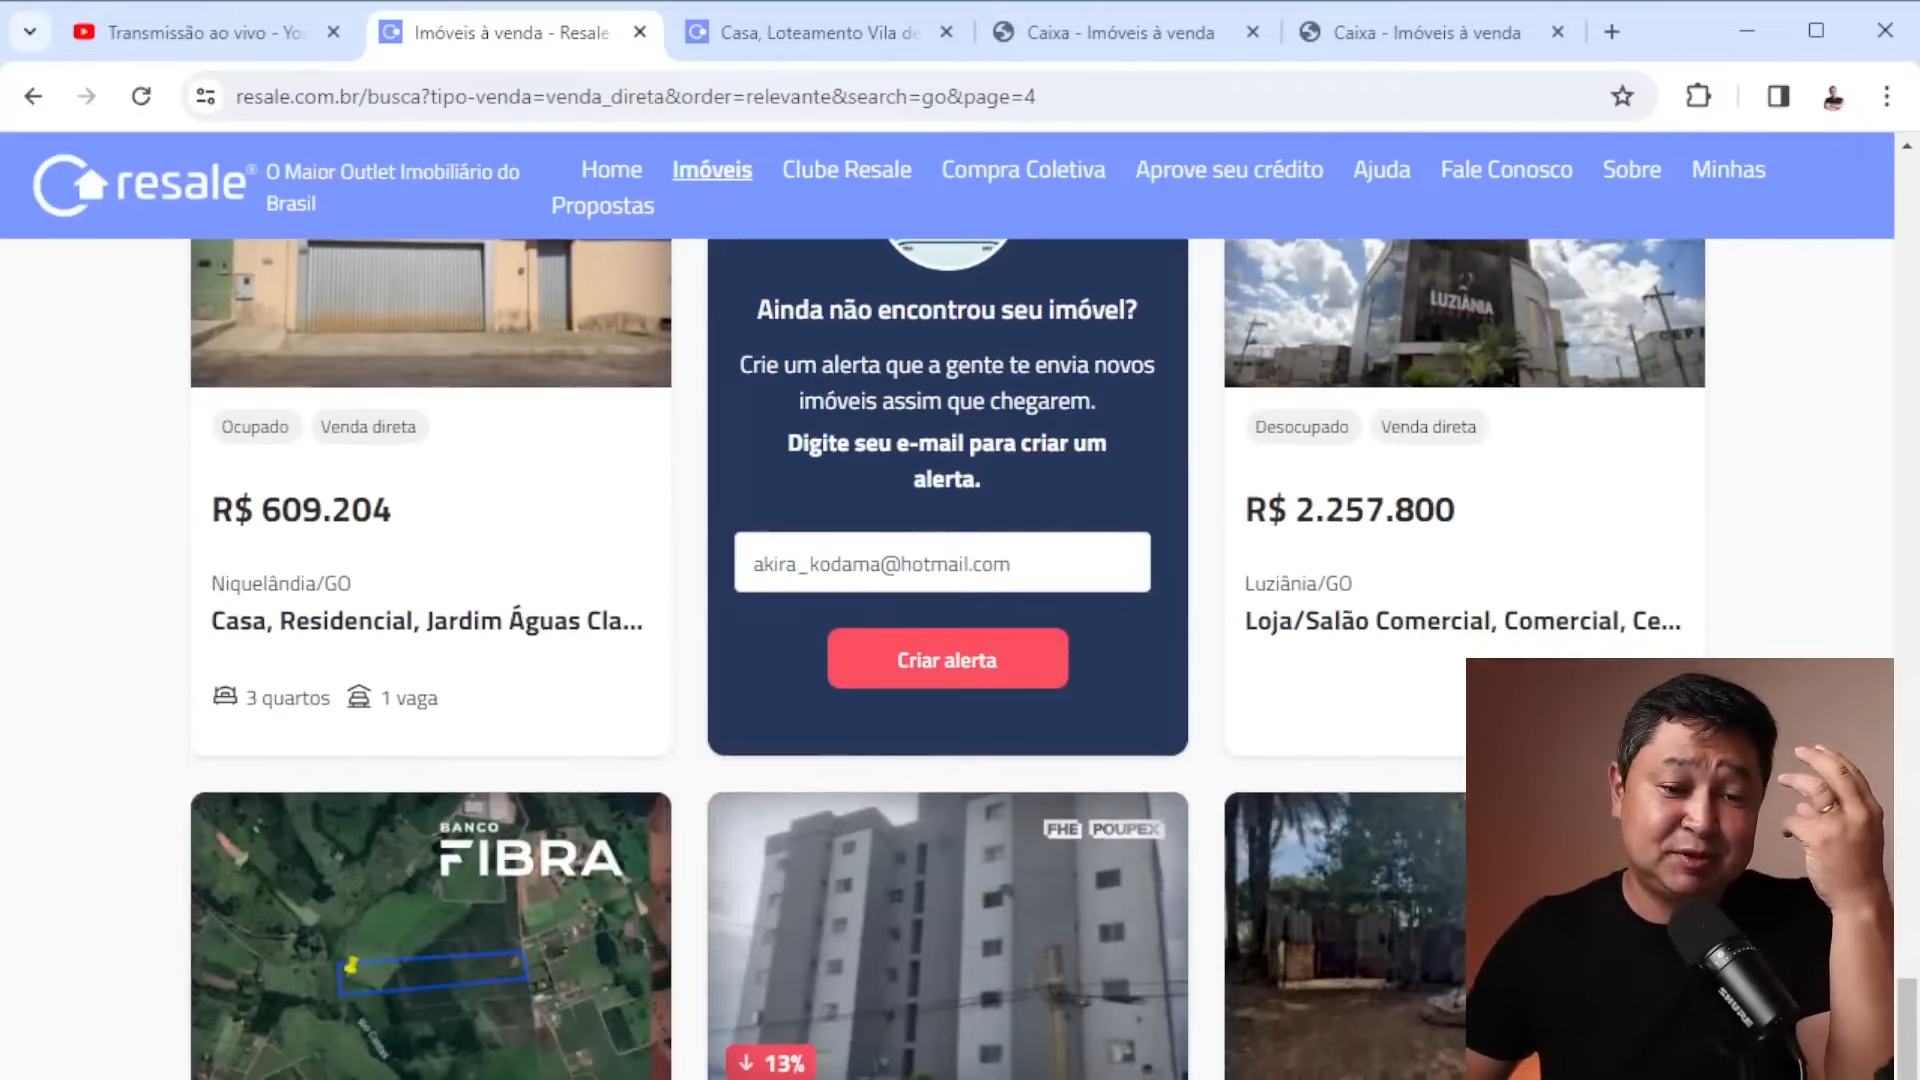 Transmissão ao vivo - You
Imóveis à venda - Resale
Casa, Loteamento Vila de
Caixa - Imóveis à venda
Caixa - Imóveis à venda
resale.com.br/busca?tipo-venda=venda_direta&order=relevante&search=go&page=4
resale®
O Maior Outlet Imobiliário do
Brasil
Home Imóveis Clube Resale Compra Coletiva Aprove seu crédito Ajuda Fale Conosco Sobre Minhas
Propostas
Ocupado Venda direta
R$ 609.204
Niquelândia/GO
Casa, Residencial, Jardim Águas Cla...
3 quartos 1 vaga
Ainda não encontrou seu imóvel?
Crie um alerta que a gente te envia novos
imóveis assim que chegarem.
Digite seu e-mail para criar um
alerta.
akira_kodama@hotmail.com
Criar alerta
LUZIÂNIA
Desocupado Venda direta
R$ 2.257.800
Luziânia/GO
Loja/Salão Comercial, Comercial, Ce...
BANCO
FIBRA
FHE POUPEX
↓ 13%
SHURE